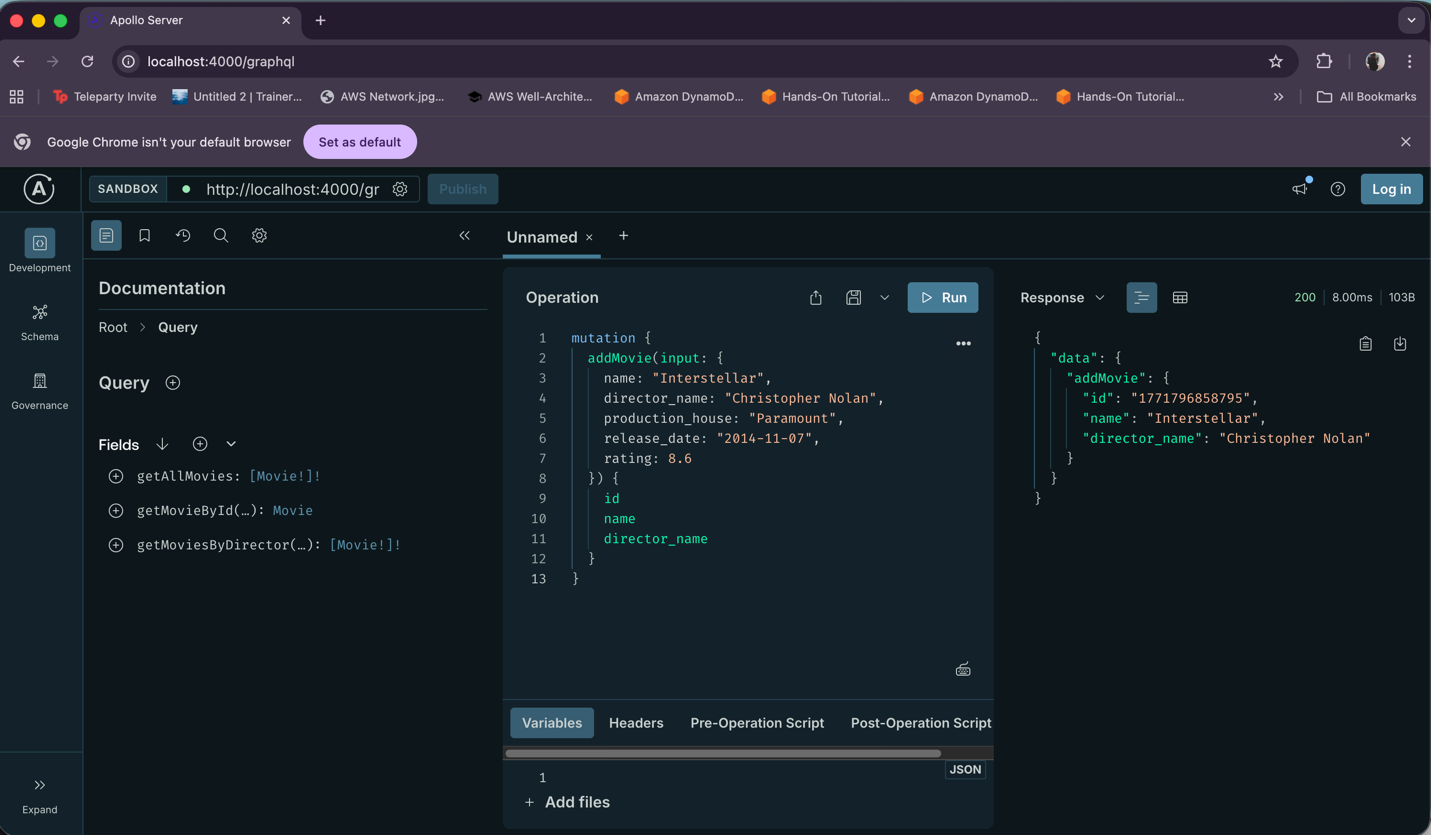 Apollo Server
localhost:4000/graphql
Teleparty Invite
Untitled 2 | Trainer...
AWS Network.jpg...
AWS Well-Archite...
Amazon DynamoD...
Hands-On Tutorial...
Amazon DynamoD...
Hands-On Tutorial...
All Bookmarks
Google Chrome isn't your default browser
Set as default
SANDBOX
http://localhost:4000/gr
Publish
Log in
Development
Schema
Governance
Expand
Documentation
Root > Query
Query
Fields
getAllMovies: [Movie!]!
getMovieById(…): Movie
getMoviesByDirector(…): [Movie!]!
Unnamed
Operation
Run
1 mutation {
2 addMovie(input: {
3 name: "Interstellar",
4 director_name: "Christopher Nolan",
5 production_house: "Paramount",
6 release_date: "2014-11-07",
7 rating: 8.6
8 }) {
9 id
10 name
11 director_name
12 }
13 }
Variables
Headers
Pre-Operation Script
Post-Operation Script
JSON
1
+ Add files
Response
200
8.00ms
103B
{
"data": {
"addMovie": {
"id": "1771796858795",
"name": "Interstellar",
"director_name": "Christopher Nolan"
}
}
}